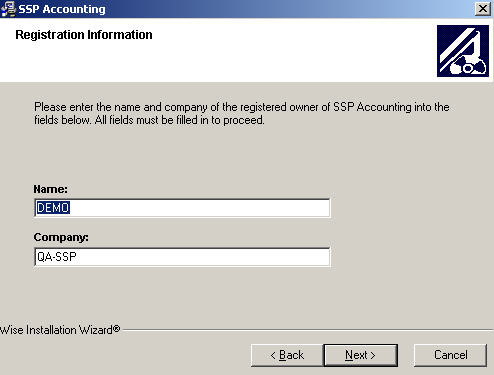 SSP Accounting
Registration Information
Please enter the name and company of the registered owner of SSP Accounting into the
fields below. All fields must be filled in to proceed.
Name:
DEMO
Company:
QA-SSP
Wise Installation Wizard®
< Back Next > Cancel